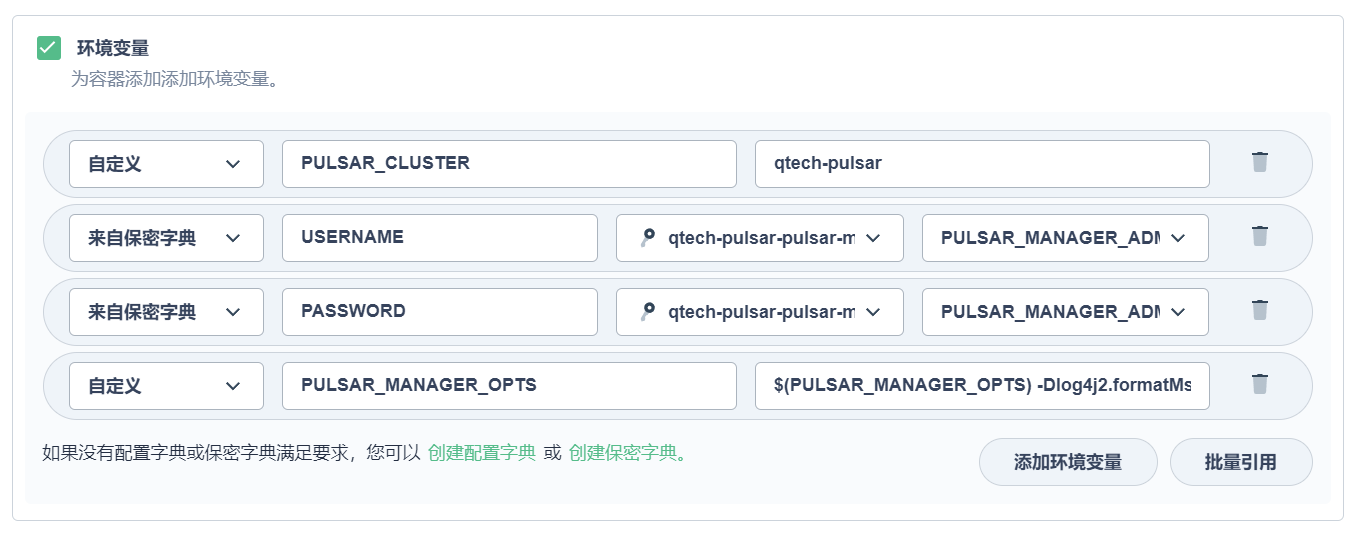 环境变量
为容器添加添加环境变量。
自定义 PULSAR_CLUSTER qtech-pulsar
来自保密字典 USERNAME qtech-pulsar-pulsar-m PULSAR_MANAGER_ADM
来自保密字典 PASSWORD qtech-pulsar-pulsar-m PULSAR_MANAGER_ADM
自定义 PULSAR_MANAGER_OPTS $(PULSAR_MANAGER_OPTS) -Dlog4j2.formatMs
如果没有配置字典或保密字典满足要求，您可以 创建配置字典 或 创建保密字典。
添加环境变量 批量引用